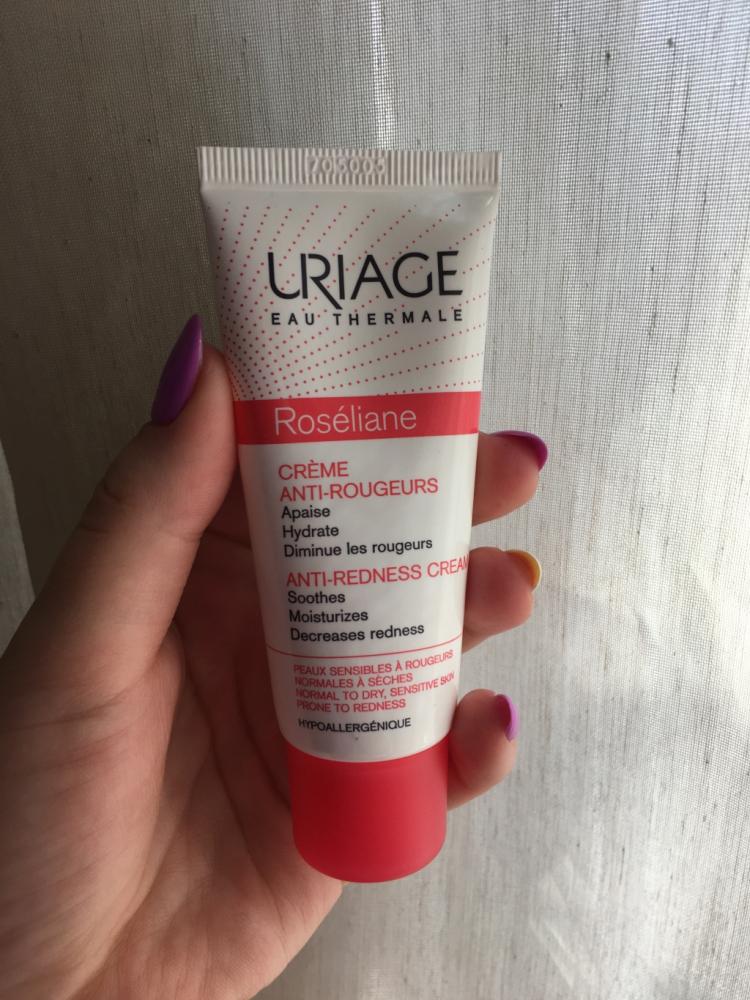 URIAGE
EAU THERMALE
Roséliane
CRÈME
ANTI-ROUGEURS
Apaise
Hydrate
Diminue les rougeurs
ANTI-REDNESS CREAM
Soothes
Moisturizes
Decreases redness
PEAUX SENSIBLES À ROUGEURS
NORMALES À SÈCHES
NORMAL TO DRY, SENSITIVE SKIN
PRONE TO REDNESS
HYPOALLERGÉNIQUE